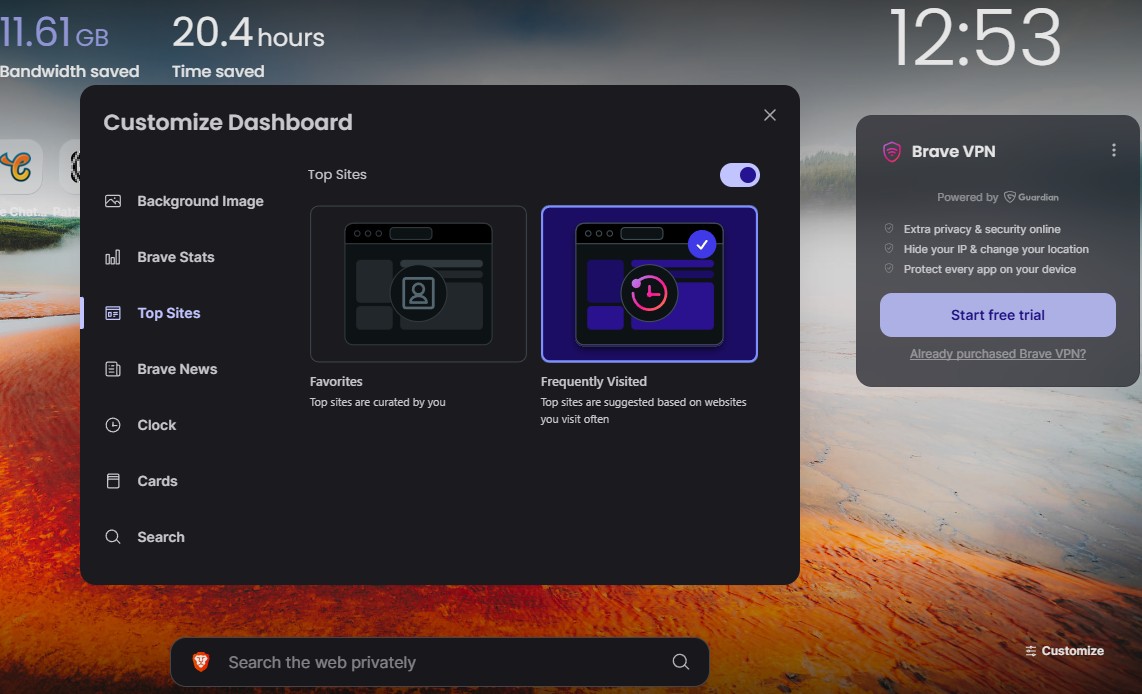 11.61 GB
Bandwidth saved
20.4 hours
Time saved
12:53
Customize Dashboard
Background Image
Brave Stats
Top Sites
Brave News
Clock
Cards
Search
Top Sites
Favorites
Top sites are curated by you
Frequently Visited
Top sites are suggested based on websites
you visit often
Brave VPN
Powered by Guardian
Extra privacy & security online
Hide your IP & change your location
Protect every app on your device
Start free trial
Already purchased Brave VPN?
Search the web privately
Customize